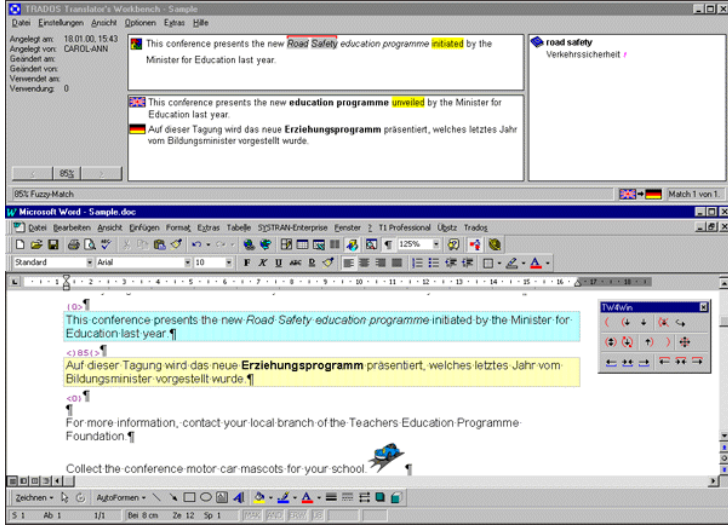 TRADOS Translator's Workbench - Sample
Datei Einstellungen Ansicht Optionen Extras Hilfe
Angelegt am: 18.01.00, 15:43
Angelegt von: CAROL-ANN
Geändert am:
Geändert von:
Verwendet am:
Verwendung: 0
This conference presents the new Road Safety education programme initiated by the
Minister for Education last year.
This conference presents the new education programme unveiled by the Minister for
Education last year.
Auf dieser Tagung wird das neue Erziehungsprogramm präsentiert, welches letztes Jahr
vom Bildungsminister vorgestellt wurde.
road safety
Verkehrssicherheit f
< 85% >
85% Fuzzy-Match
Match 1 von 1.
Microsoft Word - Sample.doc
Datei Bearbeiten Ansicht Einfügen Format Extras Tabelle SYSTRAN-Enterprise Fenster ? T1 Professional Übstz Trados
125%
Standard Arial 10 F K U ABC
TW4Win
{0>¶
This conference presents the new Road Safety education programme initiated by the Minister for
Education last year.¶
<}85{>¶
Auf dieser Tagung wird das neue Erziehungsprogramm präsentiert, welches letztes Jahr vom
Bildungsminister vorgestellt wurde.¶
<0}¶
¶
For more information, contact your local branch of the Teachers Education Programme
Foundation.¶
Collect the conference motor car mascots for your school. ¶
Zeichnen AutoFormen
S 1 Ab 1 1/1 Bei 8 cm Ze 12 Sp 1 MAK ÄND ERW ÜB